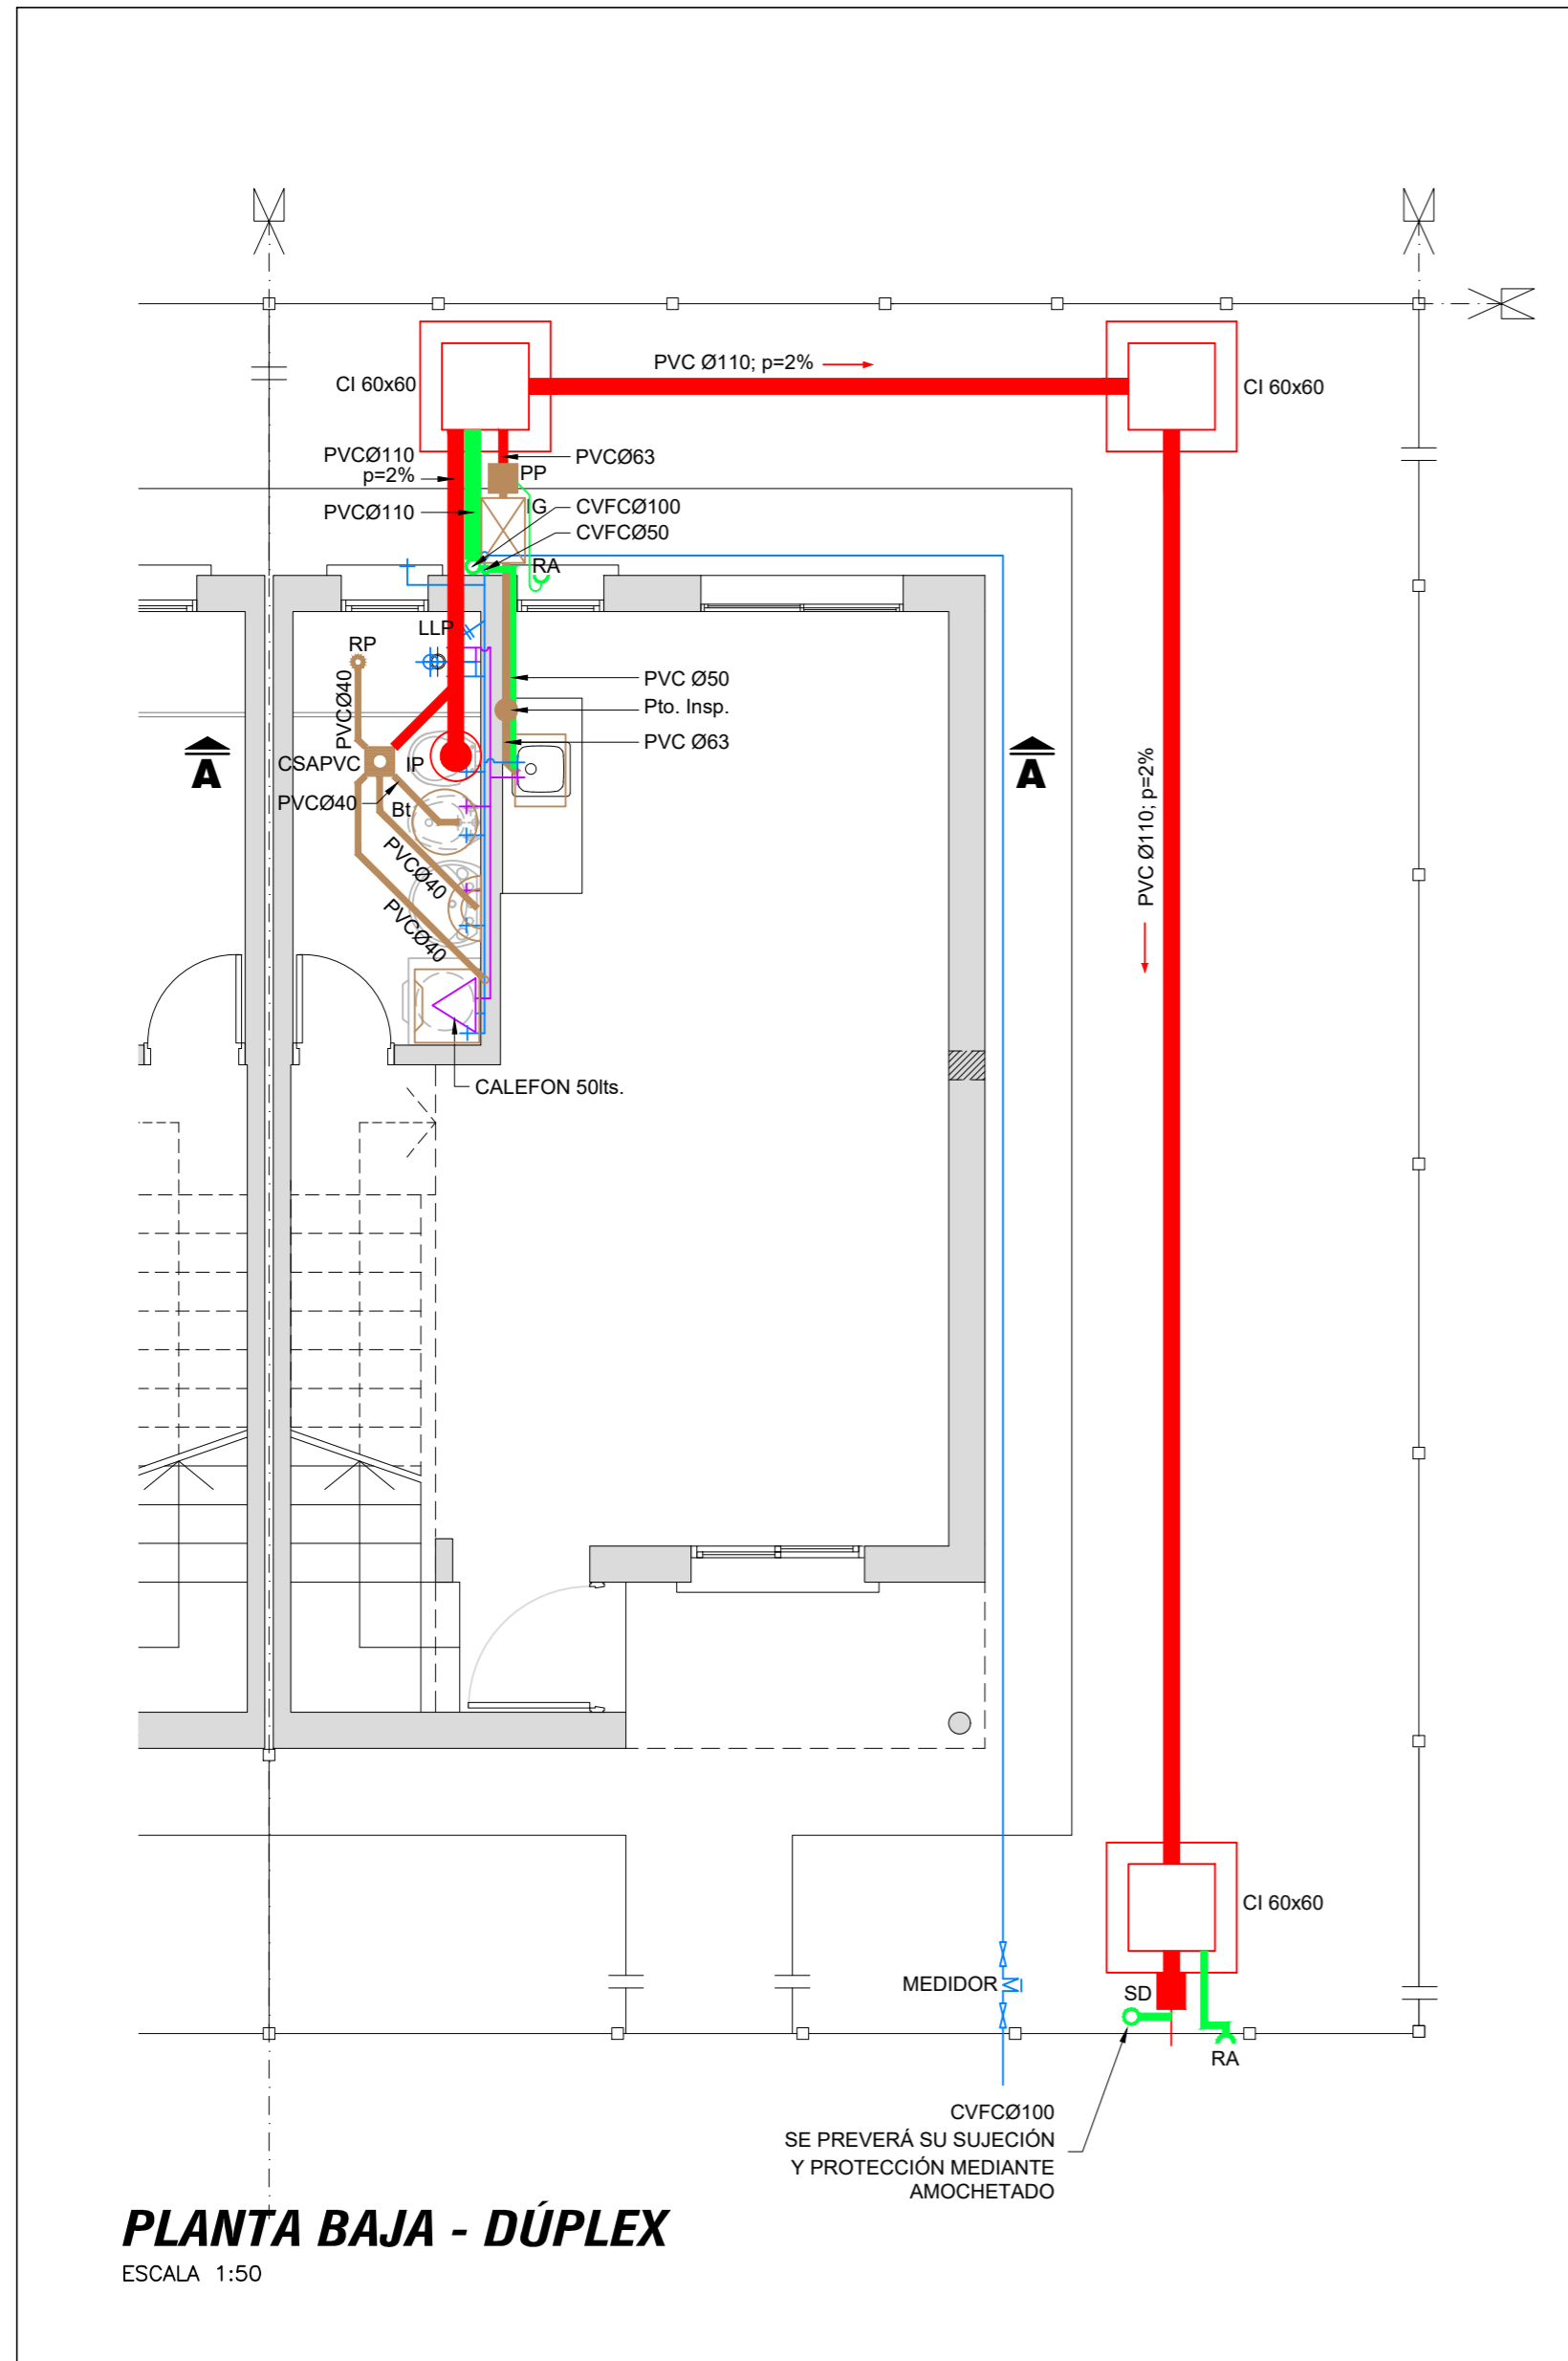 PVC Ø110; p=2%
CI 60x60
CI 60x60
PVCØ110
p=2%
PVCØ63
PP
PVCØ110
IG
CVFCØ100
CVFCØ50
RA
LLP
RP
PVCØ40
PVC Ø50
Pto. Insp.
PVC Ø63
A
A
CSAPVC
IP
PVCØ40
Bt
PVCØ40
PVCØ40
PVC Ø110; p=2%
CALEFON 50lts.
CI 60x60
MEDIDOR
M
SD
RA
CVFCØ100
SE PREVERÁ SU SUJECIÓN
Y PROTECCIÓN MEDIANTE
AMOCHETADO
PLANTA BAJA - DÚPLEX
ESCALA 1:50